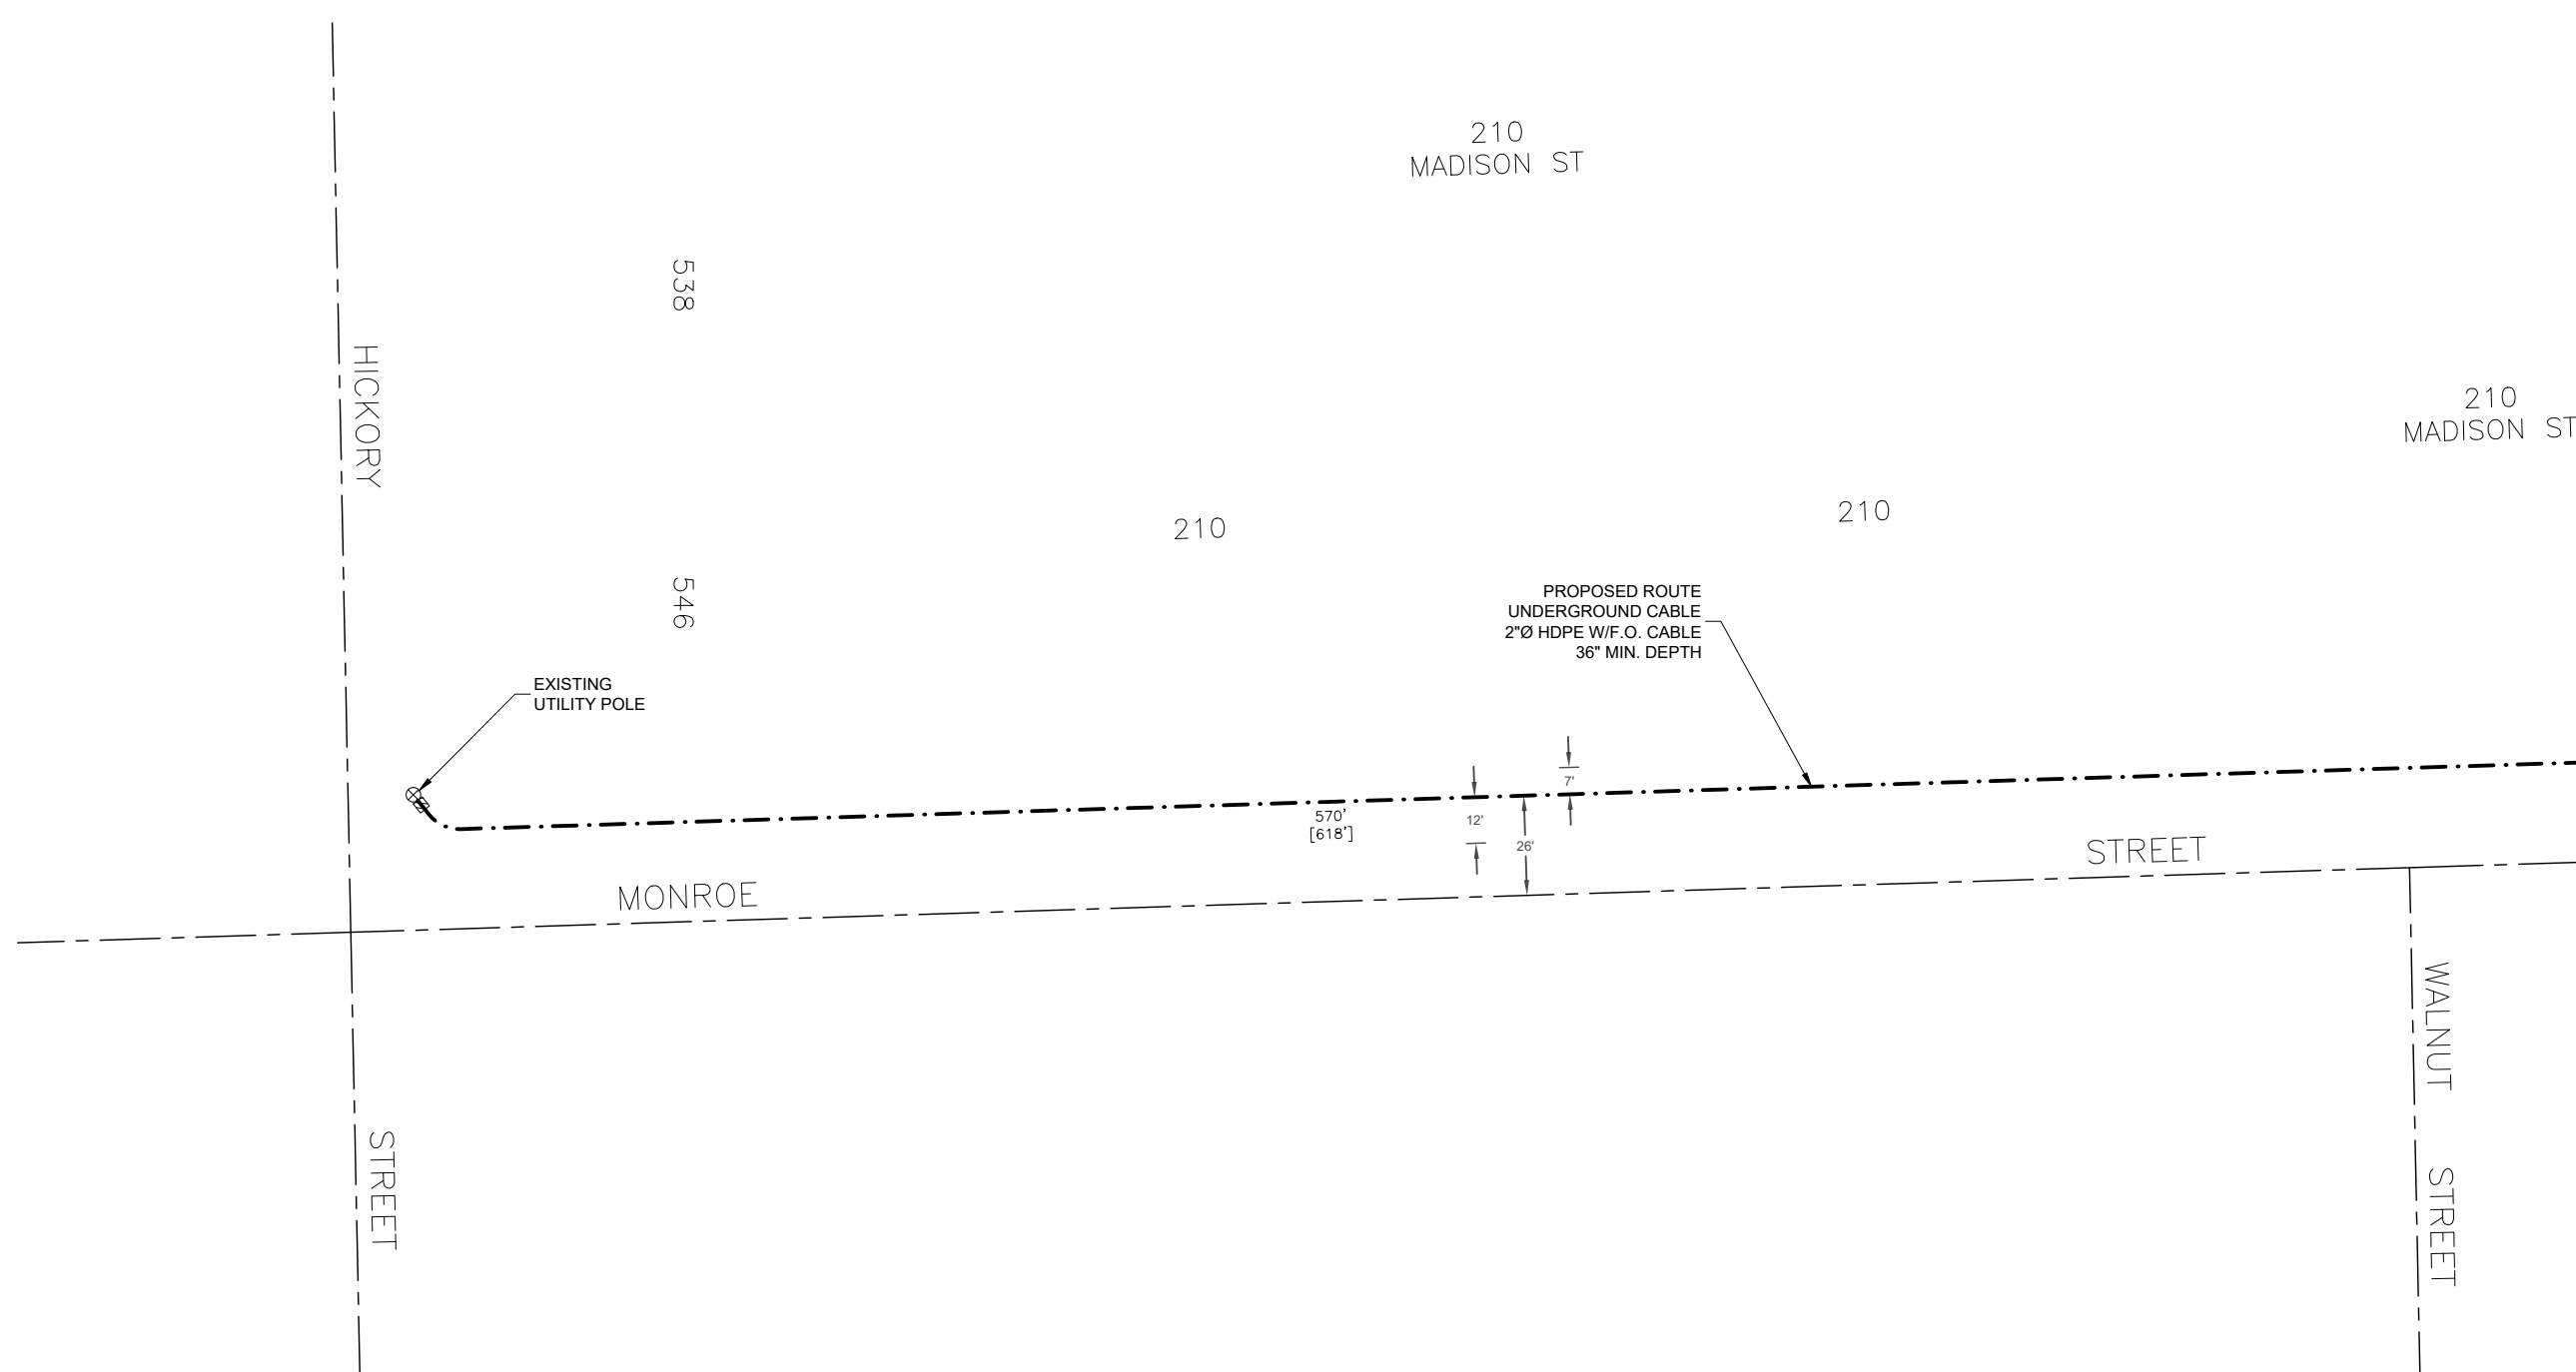 210
MADISON ST
538
HICKORY
210
MADISON ST
210
210
546
PROPOSED ROUTE
UNDERGROUND CABLE
2"Ø HDPE W/F.O. CABLE
36" MIN. DEPTH
EXISTING
UTILITY POLE
7'
570'
[618']
12'
26'
STREET
MONROE
WALNUT
STREET
STREET